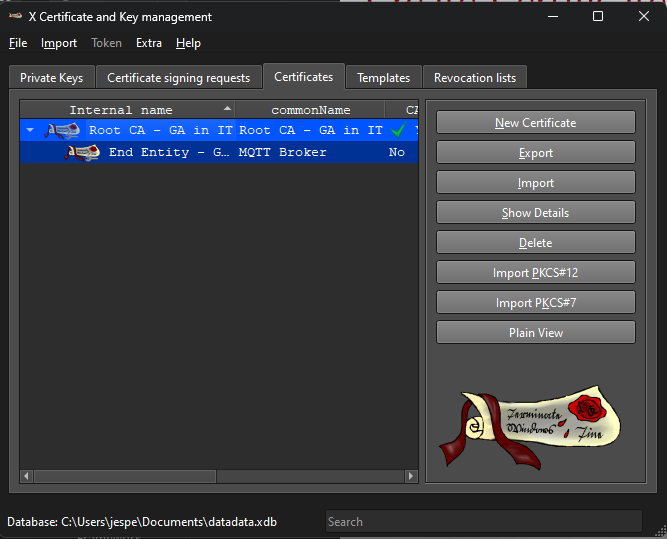 X Certificate and Key management
File Import Token Extra Help
Private Keys Certificate signing requests Certificates Templates Revocation lists
Internal name commonName CA
Root CA - GA in IT Root CA - GA in IT
End Entity - G… MQTT Broker No
New Certificate
Export
Import
Show Details
Delete
Import PKCS#12
Import PKCS#7
Plain View
Terminate
Windows
Fine
Database: C:\Users\jespe\Documents\datadata.xdb Search